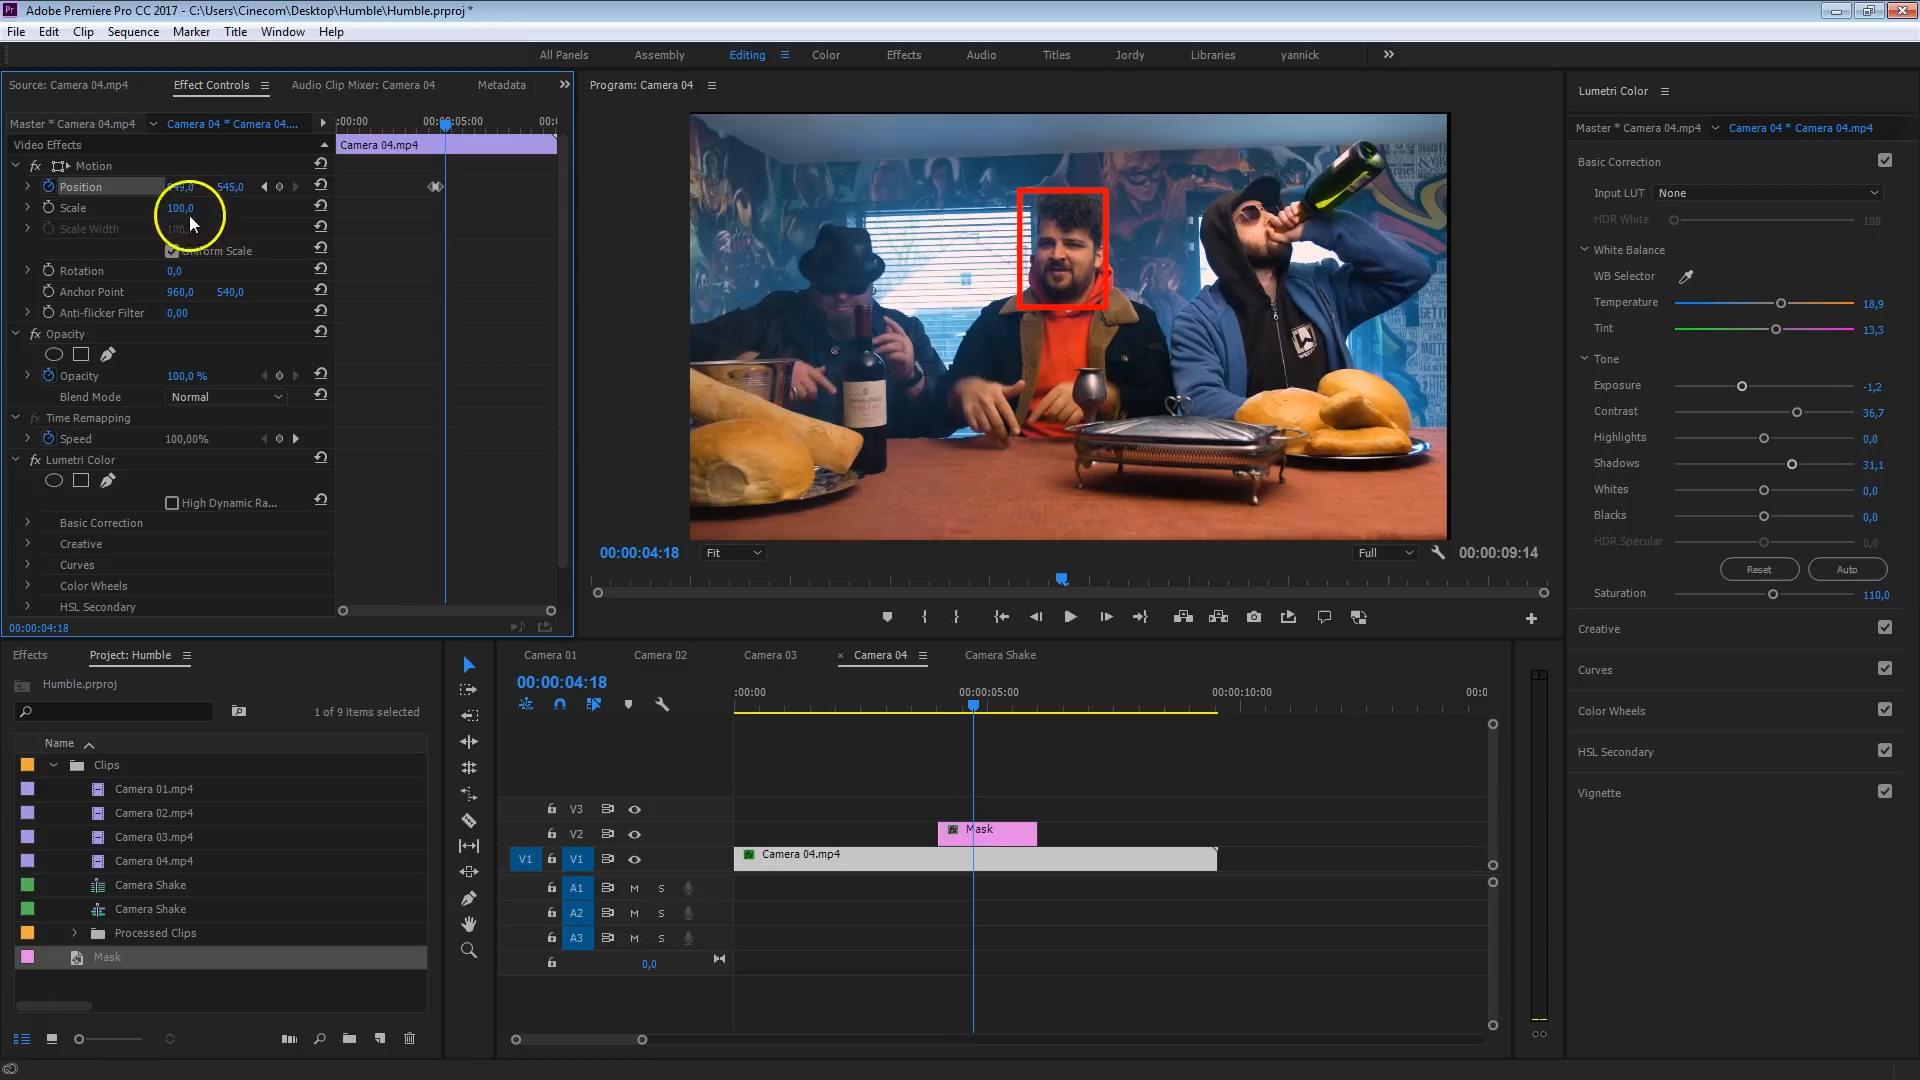 Adobe Premiere Pro CC 2017 - C:\Users\Cinecom\Desktop\Humble\Humble.prproj *
File Edit Clip Sequence Marker Title Window Help
All Panels Assembly Editing Color Effects Audio Titles Jordy Libraries yannick
Source: Camera 04.mp4 Effect Controls Audio Clip Mixer: Camera 04 Metadata
Master * Camera 04.mp4 Camera 04 * Camera 04....
:00:00 00:00:05:00 00:
Video Effects Camera 04.mp4
fx Motion
Position 545,0
Scale 100,0
Scale Width
Uniform Scale
Rotation 0,0
Anchor Point 960,0 540,0
Anti-flicker Filter 0,00
fx Opacity
Opacity 100,0 %
Blend Mode Normal
fx Time Remapping
Speed 100,00%
fx Lumetri Color
High Dynamic Ra...
Basic Correction
Creative
Curves
Color Wheels
HSL Secondary
00:00:04:18
Program: Camera 04
00:00:04:18 Fit Full 00:00:09:14
Lumetri Color
Master * Camera 04.mp4 Camera 04 * Camera 04.mp4
Basic Correction
Input LUT None
HDR White 100
White Balance
WB Selector
Temperature 18,9
Tint 13,3
Tone
Exposure -1,2
Contrast 36,7
Highlights 0,0
Shadows 31,1
Whites 0,0
Blacks 0,0
HDR Specular 0,0
Reset Auto
Saturation 110,0
Creative
Curves
Color Wheels
HSL Secondary
Vignette
Effects Project: Humble
Humble.prproj
1 of 9 items selected
Name
Clips
Camera 01.mp4
Camera 02.mp4
Camera 03.mp4
Camera 04.mp4
Camera Shake
Camera Shake
Processed Clips
Mask
Camera 01 Camera 02 Camera 03 × Camera 04 Camera Shake
00:00:04:18
:00:00 00:00:05:00 00:00:10:00 00:0
V3
V2 fx Mask
V1 V1 fx Camera 04.mp4
A1 M S
A2 M S
A3 M S
0,0